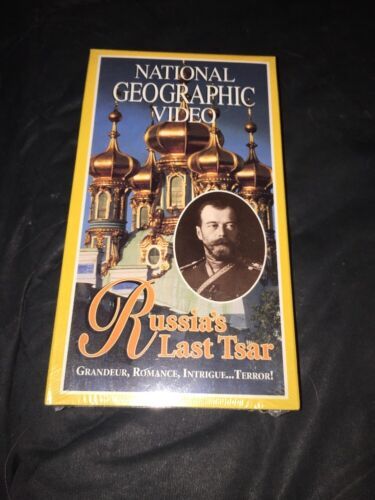 NATIONAL
GEOGRAPHIC
VIDEO
Russia's
Last Tsar
GRANDEUR, ROMANCE, INTRIGUE...TERROR!